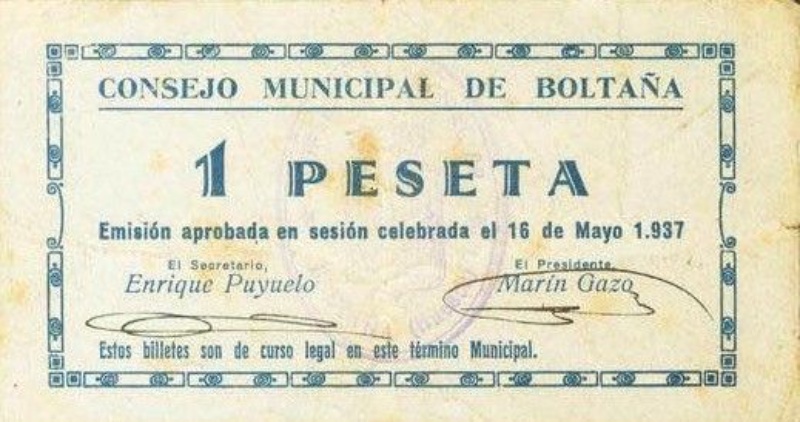 CONSEJO MUNICIPAL DE BOLTAÑA
1 PESETA
Emisión aprobada en sesión celebrada el 16 de Mayo 1.937
El Secretario, El Presidente,
Enrique Puyuelo Marín Gazo
Estos billetes son de curso legal en este término Municipal.